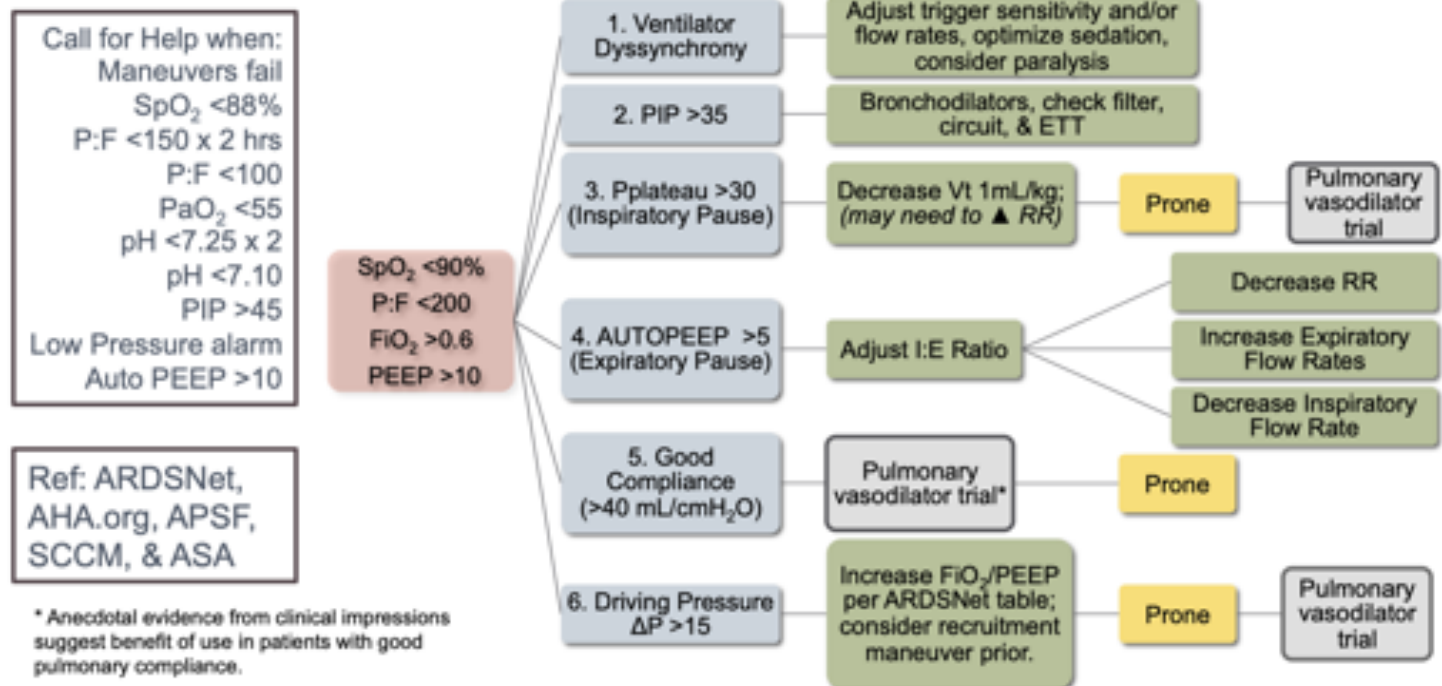 Call for Help when:
Maneuvers fail
SpO₂ <88%
P:F <150 x 2 hrs
P:F <100
PaO₂ <55
pH <7.25 x 2
pH <7.10
PIP >45
Low Pressure alarm
Auto PEEP >10
Ref: ARDSNet,
AHA.org, APSF,
SCCM, & ASA
* Anecdotal evidence from clinical impressions
suggest benefit of use in patients with good
pulmonary compliance.
SpO₂ <90%
P:F <200
FiO₂ >0.6
PEEP >10
1. Ventilator
Dyssynchrony
Adjust trigger sensitivity and/or
flow rates, optimize sedation,
consider paralysis
2. PIP >35
Bronchodilators, check filter,
circuit, & ETT
3. Pplateau >30
(Inspiratory Pause)
Decrease Vt 1mL/kg;
(may need to ▲ RR)
Prone
Pulmonary
vasodilator
trial
4. AUTOPEEP >5
(Expiratory Pause)
Adjust I:E Ratio
Decrease RR
Increase Expiratory
Flow Rates
Decrease Inspiratory
Flow Rate
5. Good
Compliance
(>40 mL/cmH₂O)
Pulmonary
vasodilator trial*
Prone
6. Driving Pressure
ΔP >15
Increase FiO₂/PEEP
per ARDSNet table;
consider recruitment
maneuver prior.
Prone
Pulmonary
vasodilator
trial